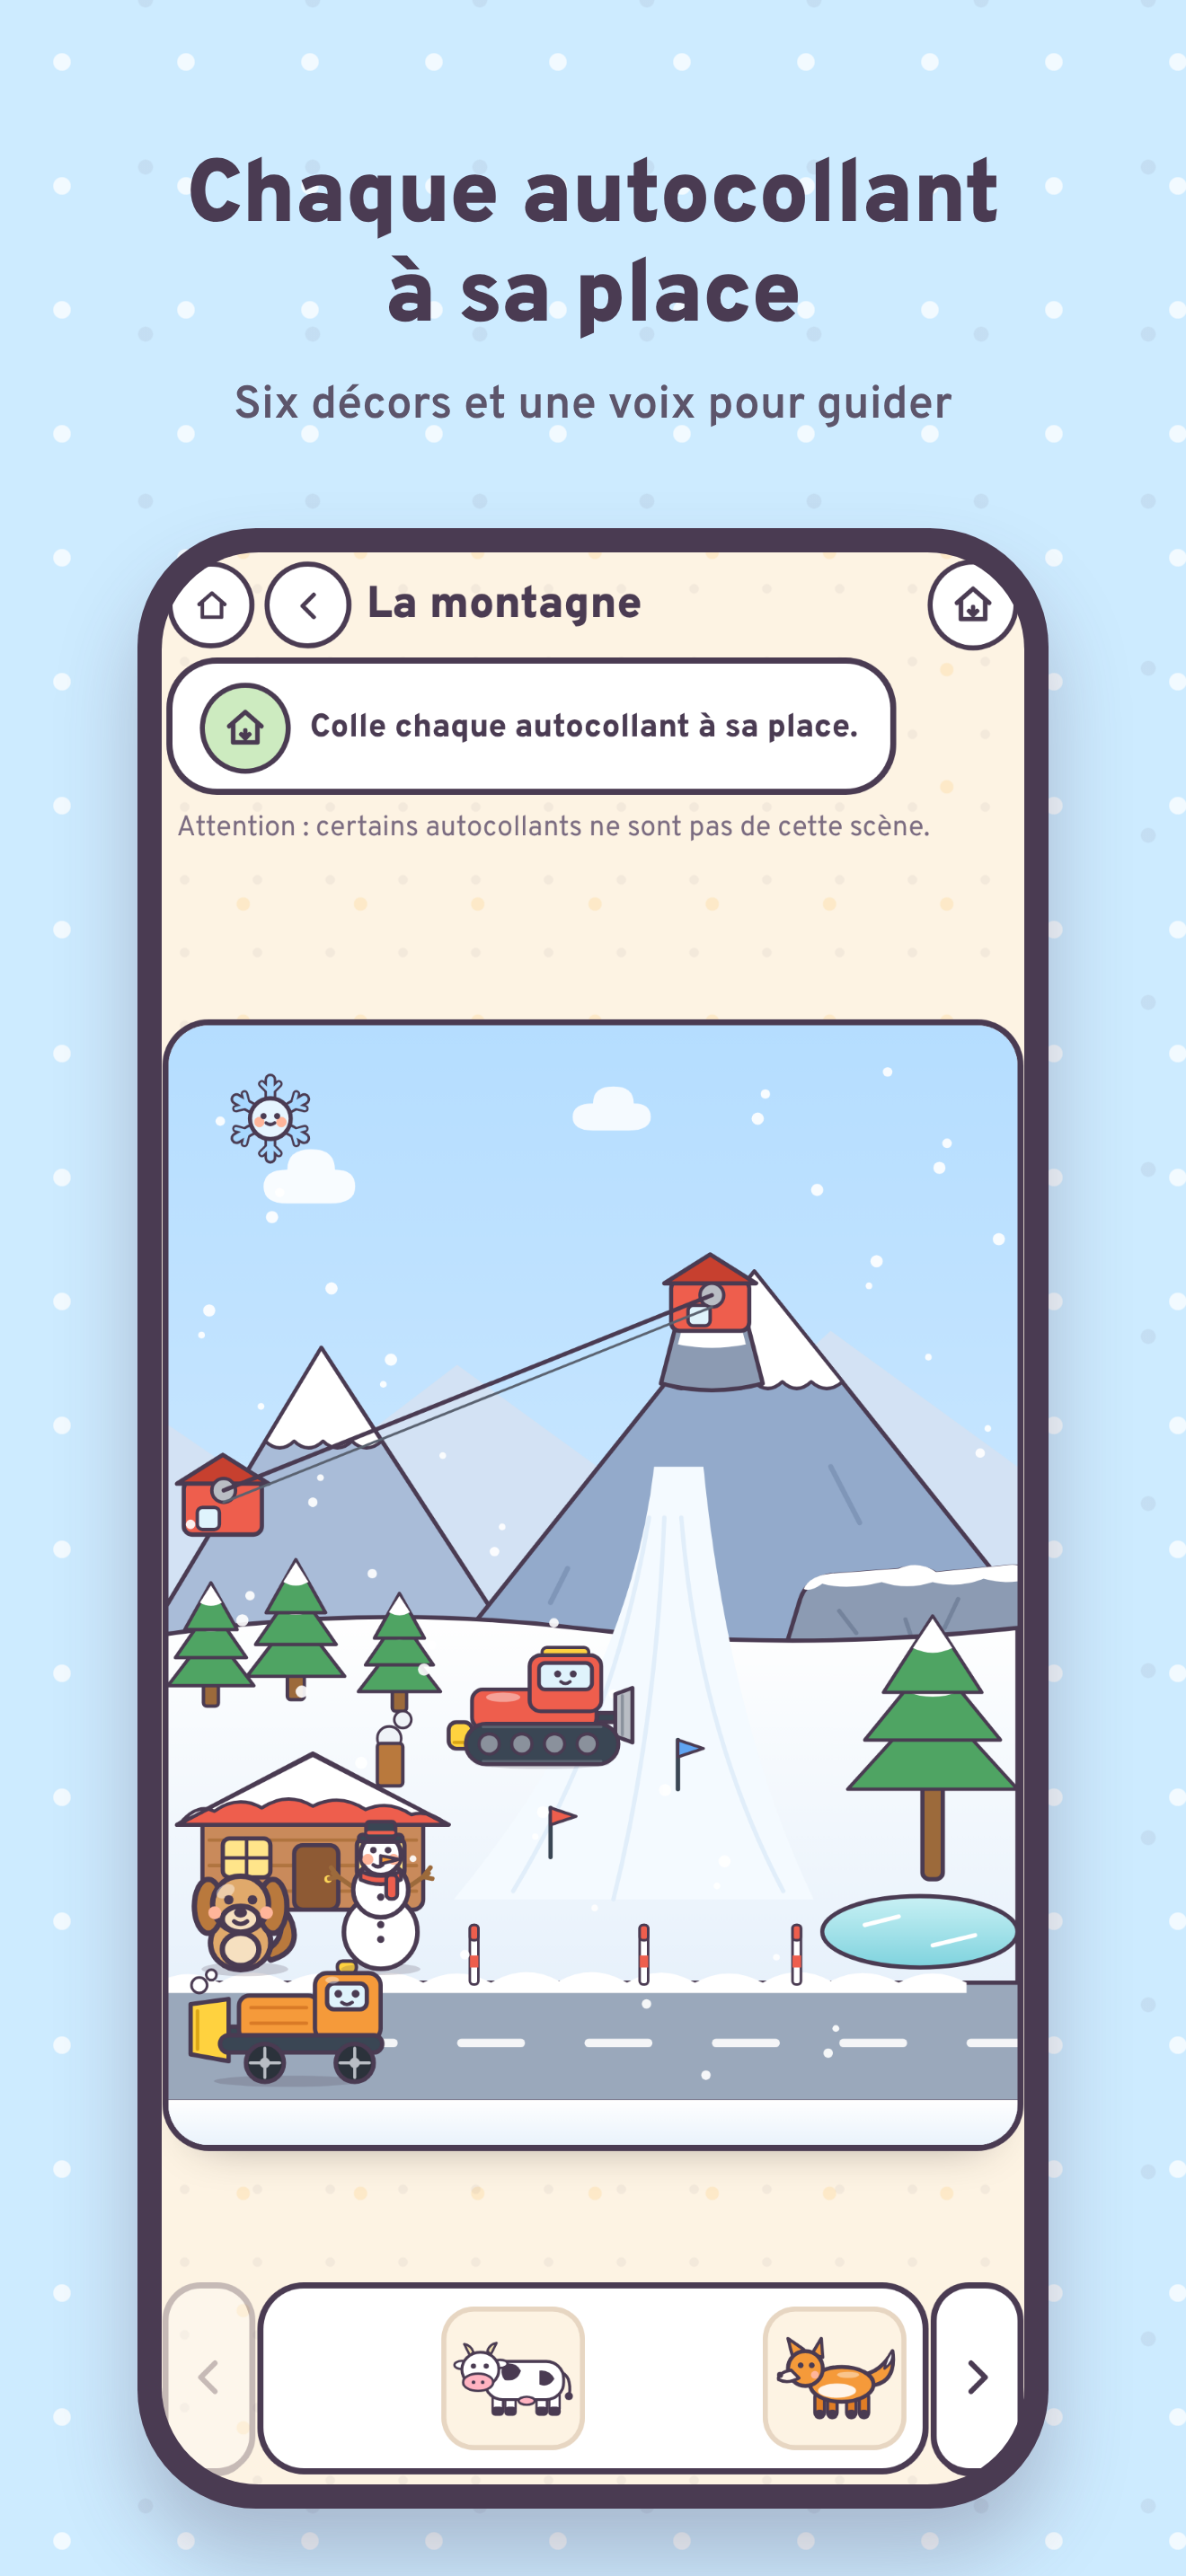 Chaque autocollant
à sa place
Six décors et une voix pour guider
La montagne
Colle chaque autocollant à sa place.
Attention : certains autocollants ne sont pas de cette scène.